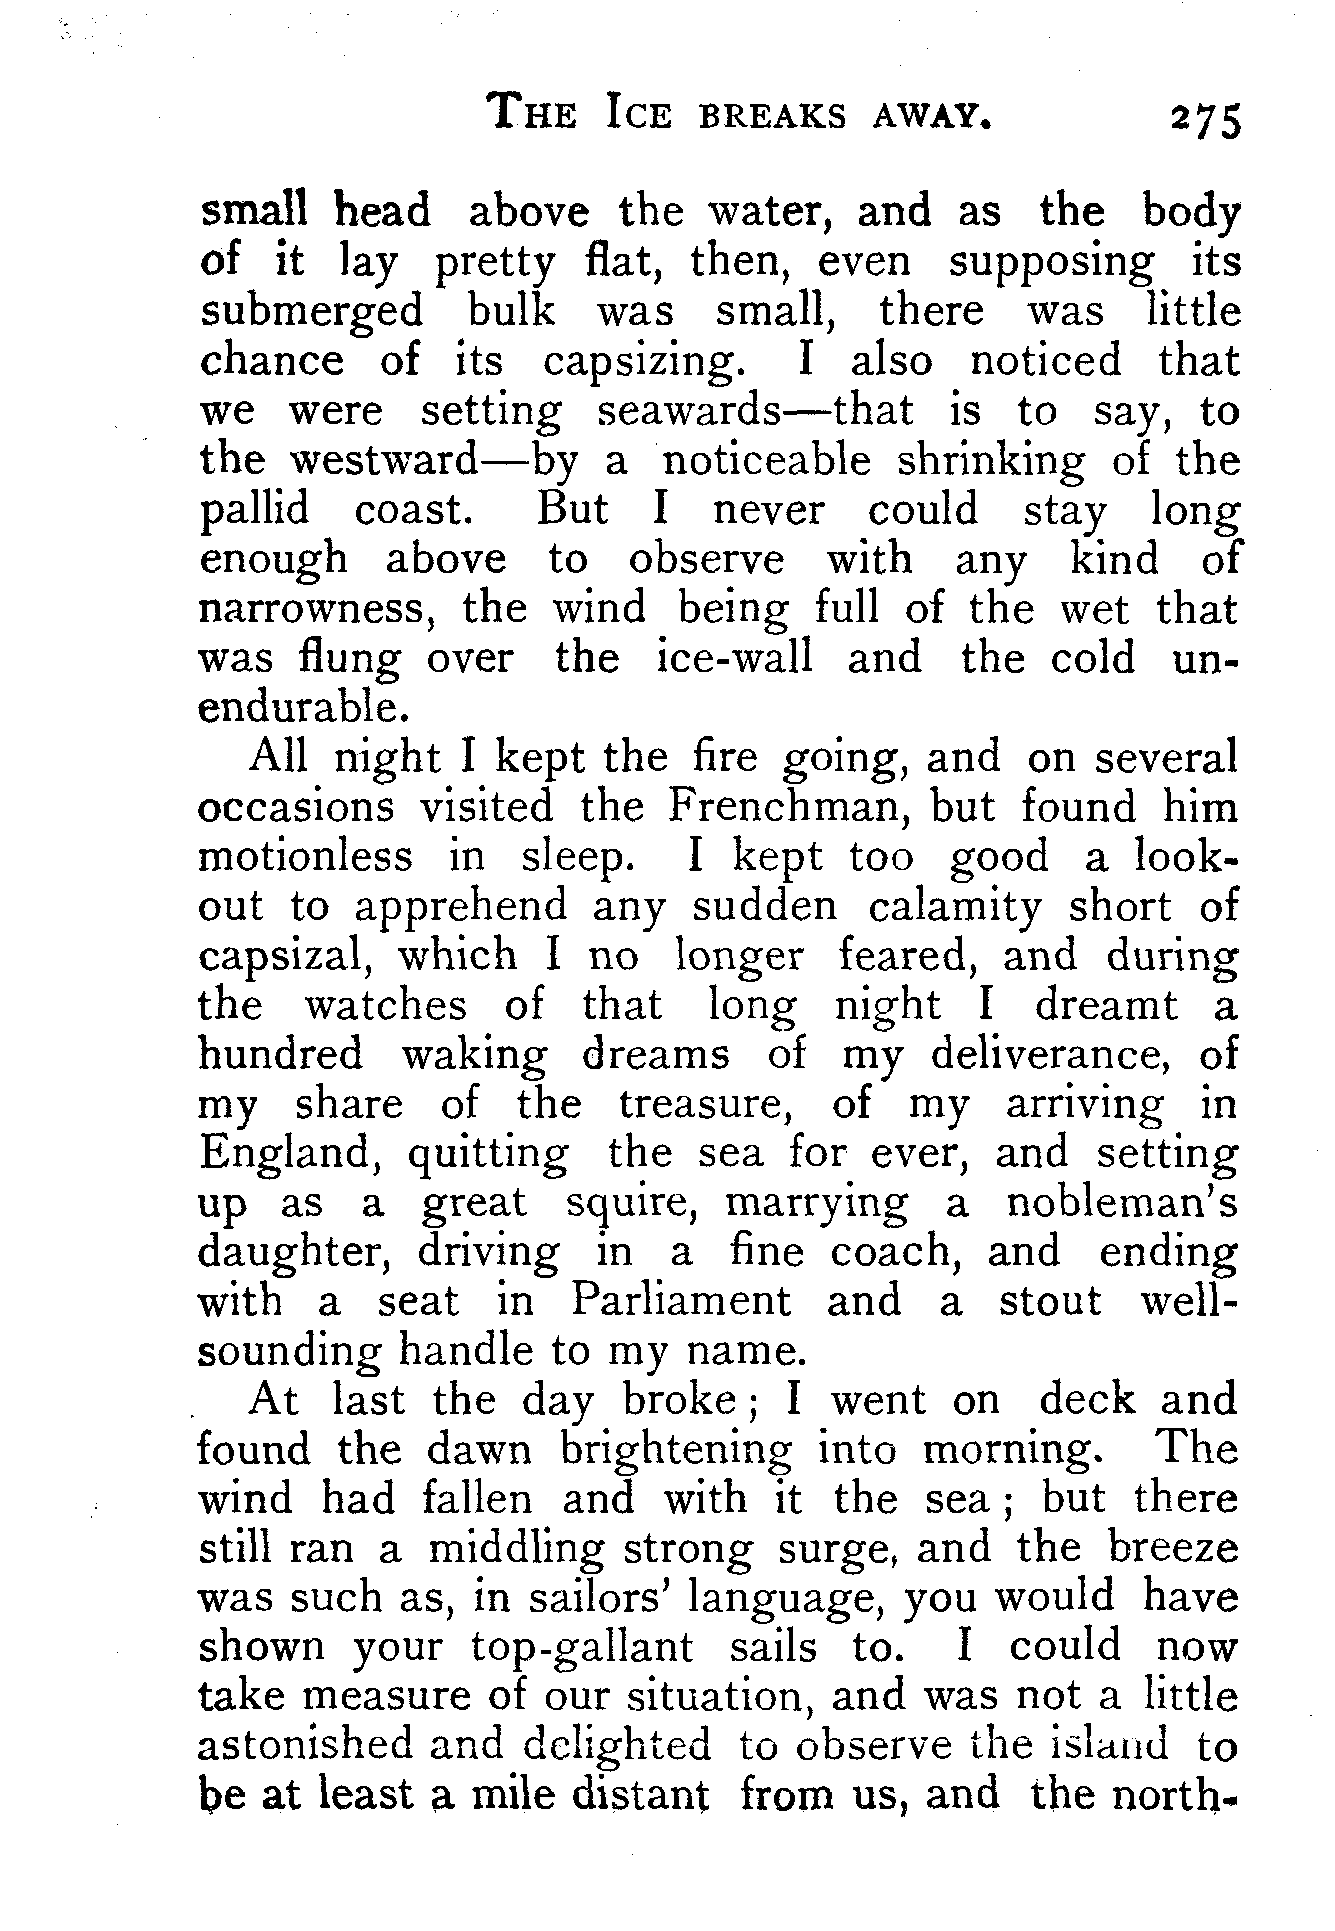 The Ice breaks away. 275
small head above the water, and as the body
of it lay pretty flat, then, even supposing its
submerged bulk was small, there was little
chance of its capsizing. I also noticed that
we were setting seawards—that is to say, to
the westward—by a noticeable shrinking of the
pallid coast. But I never could stay long
enough above to observe with any kind of
narrowness, the wind being full of the wet that
was flung over the ice-wall and the cold un-
endurable.
All night I kept the fire going, and on several
occasions visited the Frenchman, but found him
motionless in sleep. I kept too good a look-
out to apprehend any sudden calamity short of
capsizal, which I no longer feared, and during
the watches of that long night I dreamt a
hundred waking dreams of my deliverance, of
my share of the treasure, of my arriving in
England, quitting the sea for ever, and setting
up as a great squire, marrying a nobleman's
daughter, driving in a fine coach, and ending
with a seat in Parliament and a stout well-
sounding handle to my name.
At last the day broke; I went on deck and
found the dawn brightening into morning. The
wind had fallen and with it the sea; but there
still ran a middling strong surge, and the breeze
was such as, in sailors' language, you would have
shown your top-gallant sails to. I could now
take measure of our situation, and was not a little
astonished and delighted to observe the island to
be at least a mile distant from us, and the north-